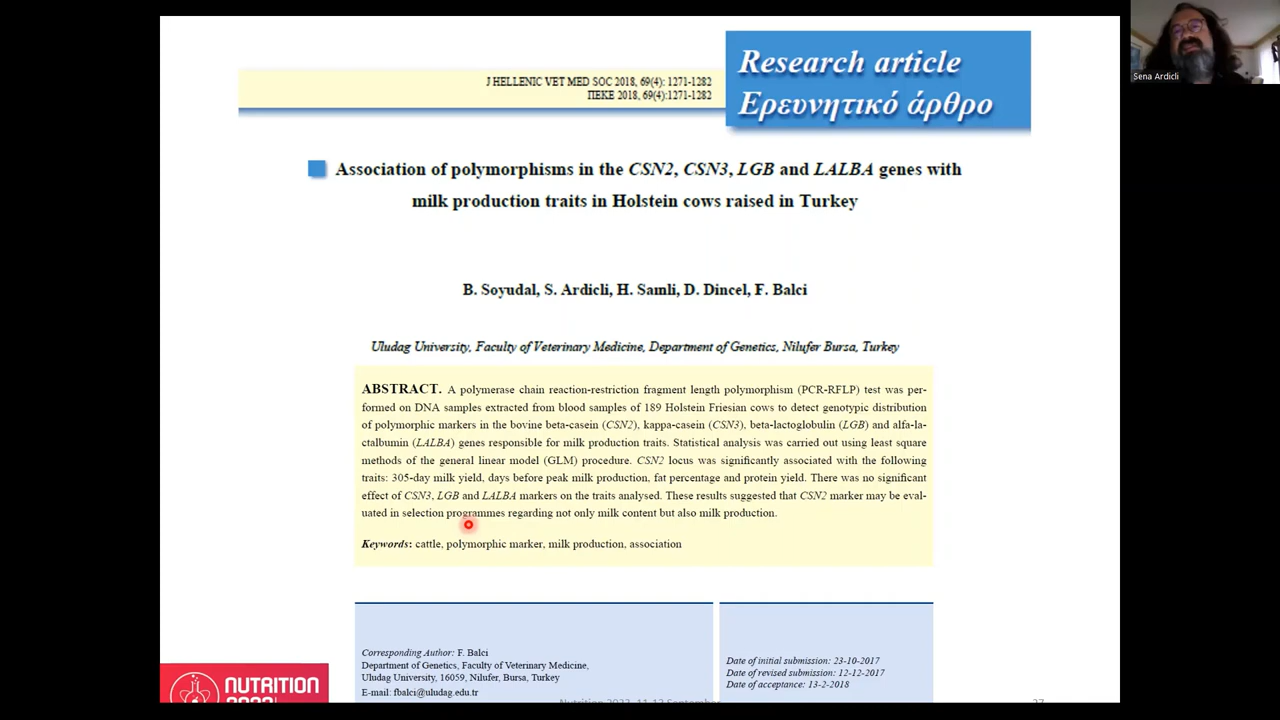 Sena Ardicli
Research article
Ερευνητικό άρθρο
J HELLENIC VET MED SOC 2018, 69(4): 1271-1282
ΠΕΚΕ 2018, 69(4):1271-1282
Association of polymorphisms in the CSN2, CSN3, LGB and LALBA genes with
milk production traits in Holstein cows raised in Turkey
B. Soyudal, S. Ardicli, H. Samli, D. Dincel, F. Balci
Uludag University, Faculty of Veterinary Medicine, Department of Genetics, Nilufer Bursa, Turkey
ABSTRACT. A polymerase chain reaction-restriction fragment length polymorphism (PCR-RFLP) test was per-
formed on DNA samples extracted from blood samples of 189 Holstein Friesian cows to detect genotypic distribution
of polymorphic markers in the bovine beta-casein (CSN2), kappa-casein (CSN3), beta-lactoglobulin (LGB) and alfa-la-
ctalbumin (LALBA) genes responsible for milk production traits. Statistical analysis was carried out using least square
methods of the general linear model (GLM) procedure. CSN2 locus was significantly associated with the following
traits: 305-day milk yield, days before peak milk production, fat percentage and protein yield. There was no significant
effect of CSN3, LGB and LALBA markers on the traits analysed. These results suggested that CSN2 marker may be eval-
uated in selection programmes regarding not only milk content but also milk production.
Keywords: cattle, polymorphic marker, milk production, association
Corresponding Author: F. Balci
Department of Genetics, Faculty of Veterinary Medicine,
Uludag University, 16059, Nilufer, Bursa, Turkey
E-mail: fbalci@uludag.edu.tr
Date of initial submission: 23-10-2017
Date of revised submission: 12-12-2017
Date of acceptance: 13-2-2018
NUTRITION